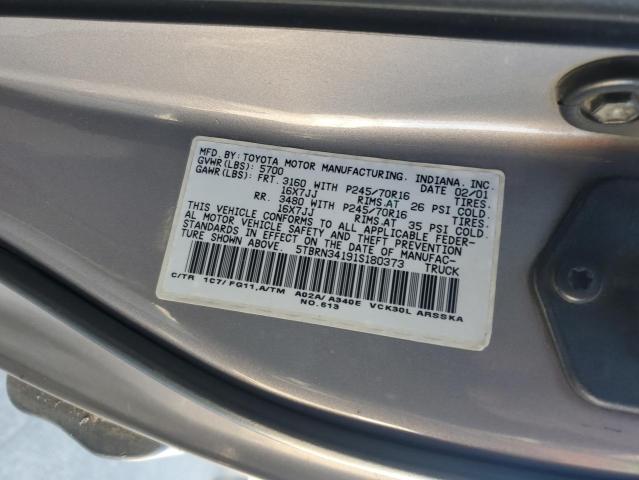 MFD. BY: TOYOTA MOTOR MANUFACTURING, INDIANA, INC.
GVWR (LBS): 5700 DATE 02/01
GAWR (LBS): FRT. 3160 WITH P245/70R16 TIRES.
16X7JJ RIMS.AT 26 PSI COLD.
RR. 3480 WITH P245/70R16 TIRES.
16X7JJ RIMS.AT 35 PSI COLD.
THIS VEHICLE CONFORMS TO ALL APPLICABLE FEDER-
AL MOTOR VEHICLE SAFETY AND THEFT PREVENTION
STANDARDS IN EFFECT ON THE DATE OF MANUFAC-
TURE SHOWN ABOVE. 5TBRN34191S180373 TRUCK
C/TR 1C7/ FG11,A/TM A02A/ A340E VCK30L ARSSKA
NO.613